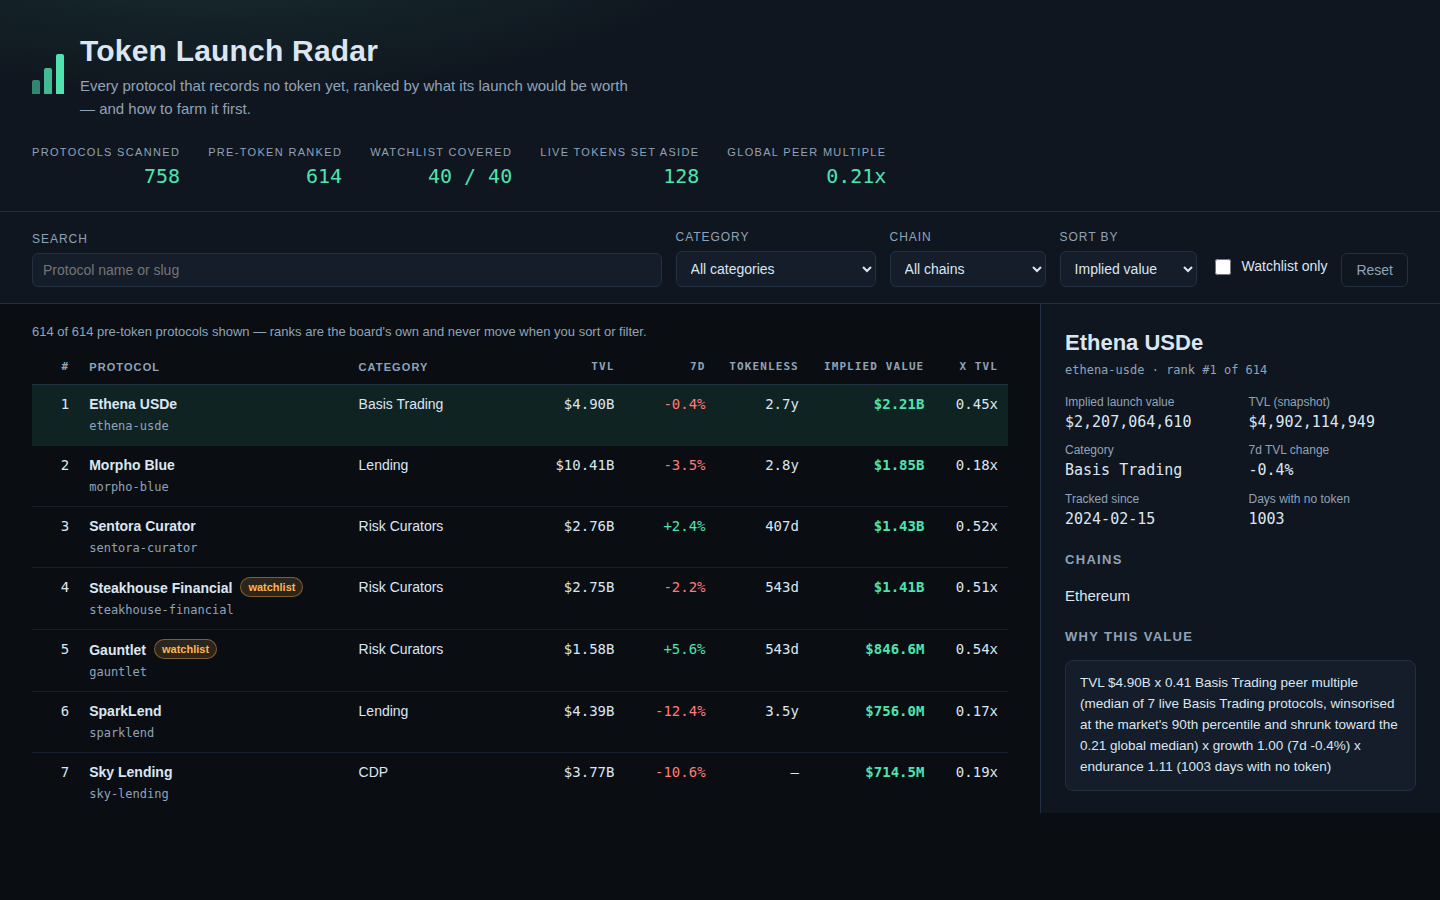 Token Launch Radar
Every protocol that records no token yet, ranked by what its launch would be worth
— and how to farm it first.
PROTOCOLS SCANNED PRE-TOKEN RANKED WATCHLIST COVERED LIVE TOKENS SET ASIDE GLOBAL PEER MULTIPLE
758 614 40 / 40 128 0.21x
SEARCH CATEGORY CHAIN SORT BY
Protocol name or slug All categories All chains Implied value Watchlist only Reset
614 of 614 pre-token protocols shown — ranks are the board's own and never move when you sort or filter.
# PROTOCOL CATEGORY TVL 7D TOKENLESS IMPLIED VALUE X TVL
1 Ethena USDe Basis Trading $4.90B -0.4% 2.7y $2.21B 0.45x
ethena-usde
2 Morpho Blue Lending $10.41B -3.5% 2.8y $1.85B 0.18x
morpho-blue
3 Sentora Curator Risk Curators $2.76B +2.4% 407d $1.43B 0.52x
sentora-curator
4 Steakhouse Financial watchlist Risk Curators $2.75B -2.2% 543d $1.41B 0.51x
steakhouse-financial
5 Gauntlet watchlist Risk Curators $1.58B +5.6% 543d $846.6M 0.54x
gauntlet
6 SparkLend Lending $4.39B -12.4% 3.5y $756.0M 0.17x
sparklend
7 Sky Lending CDP $3.77B -10.6% — $714.5M 0.19x
sky-lending
Ethena USDe
ethena-usde · rank #1 of 614
Implied launch value TVL (snapshot)
$2,207,064,610 $4,902,114,949
Category 7d TVL change
Basis Trading -0.4%
Tracked since Days with no token
2024-02-15 1003
CHAINS
Ethereum
WHY THIS VALUE
TVL $4.90B x 0.41 Basis Trading peer multiple
(median of 7 live Basis Trading protocols, winsorised
at the market's 90th percentile and shrunk toward the
0.21 global median) x growth 1.00 (7d -0.4%) x
endurance 1.11 (1003 days with no token)